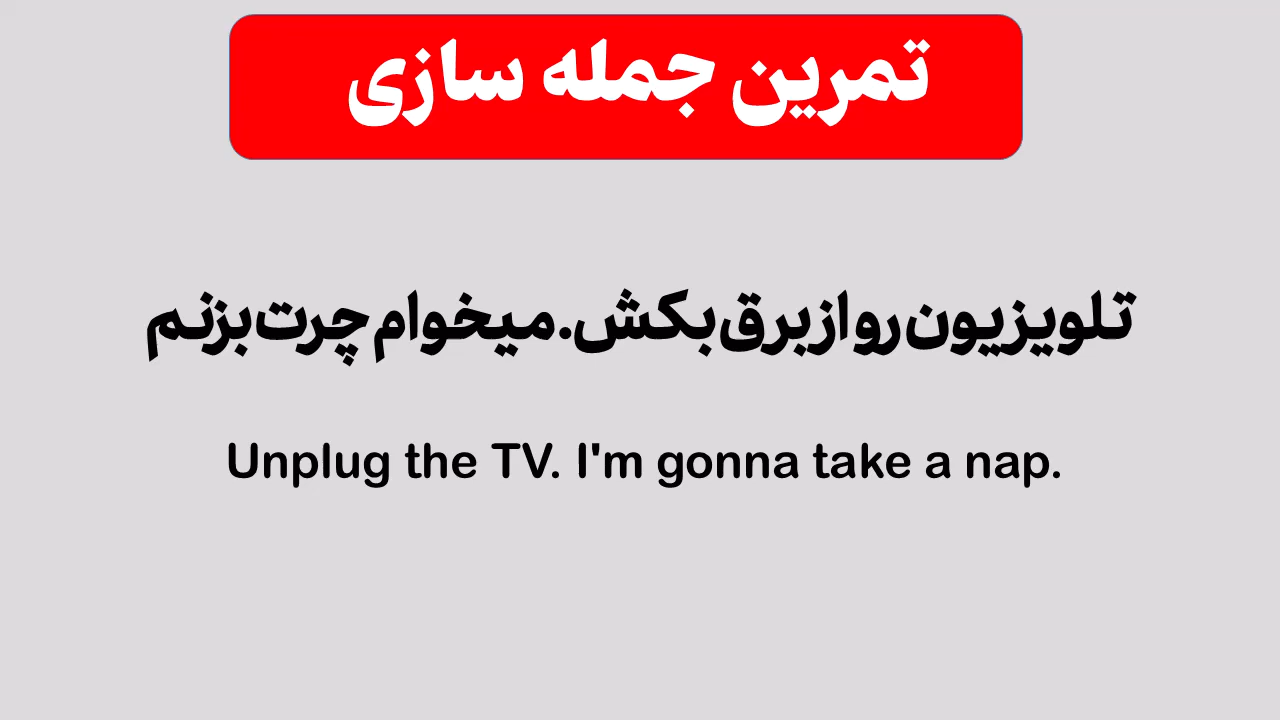 تمرین جمله سازی
تلویزیون رو از برق بکش. میخوام چرت بزنم
Unplug the TV. I'm gonna take a nap.